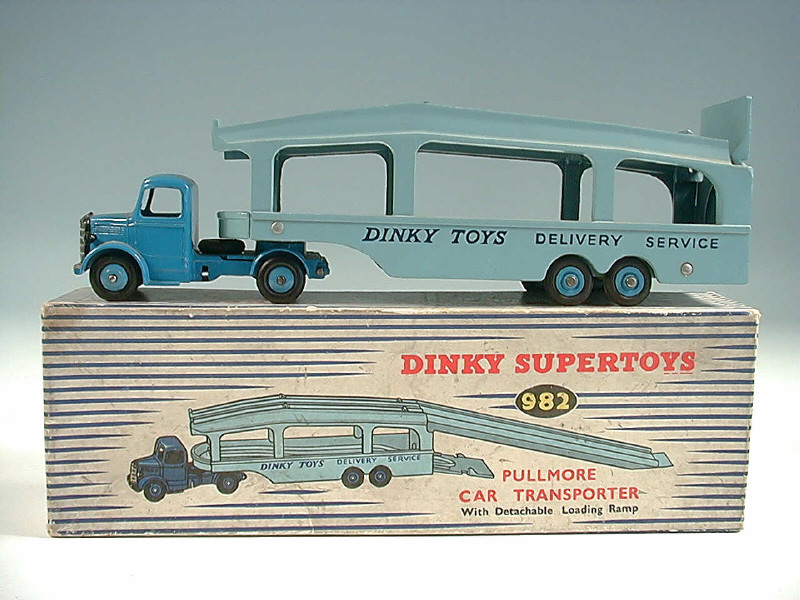 DINKY TOYS DELIVERY SERVICE
DINKY SUPERTOYS
982
DINKY TOYS DELIVERY SERVICE
PULLMORE
CAR TRANSPORTER
With Detachable Loading Ramp